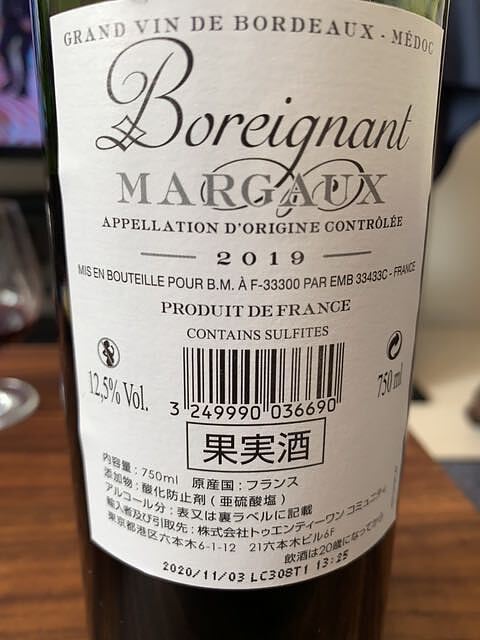 GRAND VIN DE BORDEAUX - MÉDOC
Boreignant
MARGAUX
APPELLATION D'ORIGINE CONTRÔLÉE
2019
MIS EN BOUTEILLE POUR B.M. À F-33300 PAR EMB 33433C - FRANCE
PRODUIT DE FRANCE
CONTAINS SULFITES
12,5% Vol.
750 ml
3 249990 036690
果実酒
内容量:750ml 原産国:フランス
添加物:酸化防止剤(亜硫酸塩)
アルコール分:表又は裏ラベルに記載
輸入者及び引取先:株式会社トゥエンティーワン コミュニティ
東京都港区六本木6-1-12 21六本木ビル6F
飲酒は20歳になってから
2020/11/03 LC308T1 13:25